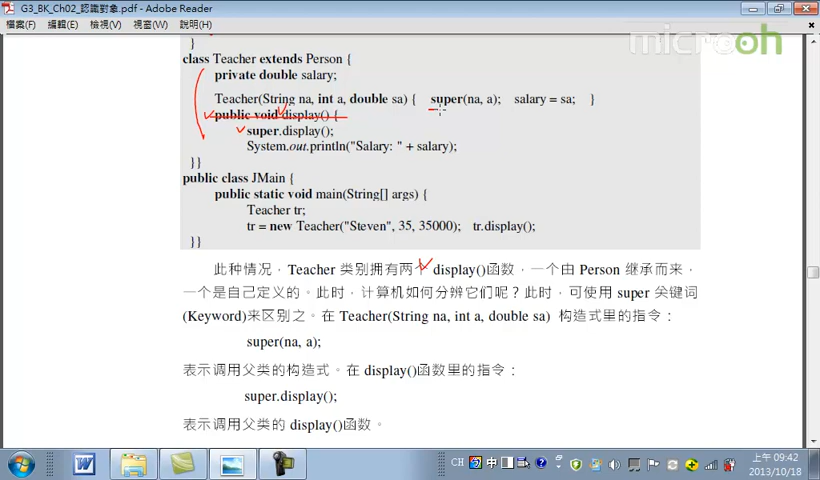 G3_BK_Ch02_認識對象.pdf - Adobe Reader
檔案(F) 編輯(E) 檢視(V) 視窗(W) 說明(H)
microoh
class Teacher extends Person {
private double salary;
Teacher(String na, int a, double sa) { super(na, a); salary = sa; }
public void display() {
super.display();
System.out.println("Salary: " + salary);
}}
public class JMain {
public static void main(String[] args) {
Teacher tr;
tr = new Teacher("Steven", 35, 35000); tr.display();
}}
此种情况，Teacher 类别拥有两个 display()函数，一个由 Person 继承而来，
一个是自己定义的。此时，计算机如何分辨它们呢？此时，可使用 super 关键词
(Keyword)来区别之。在 Teacher(String na, int a, double sa) 构造式里的指令：
super(na, a);
表示调用父类的构造式。在 display()函数里的指令：
super.display();
表示调用父类的 display()函数。
CH 中
上午 09:42
2013/10/18